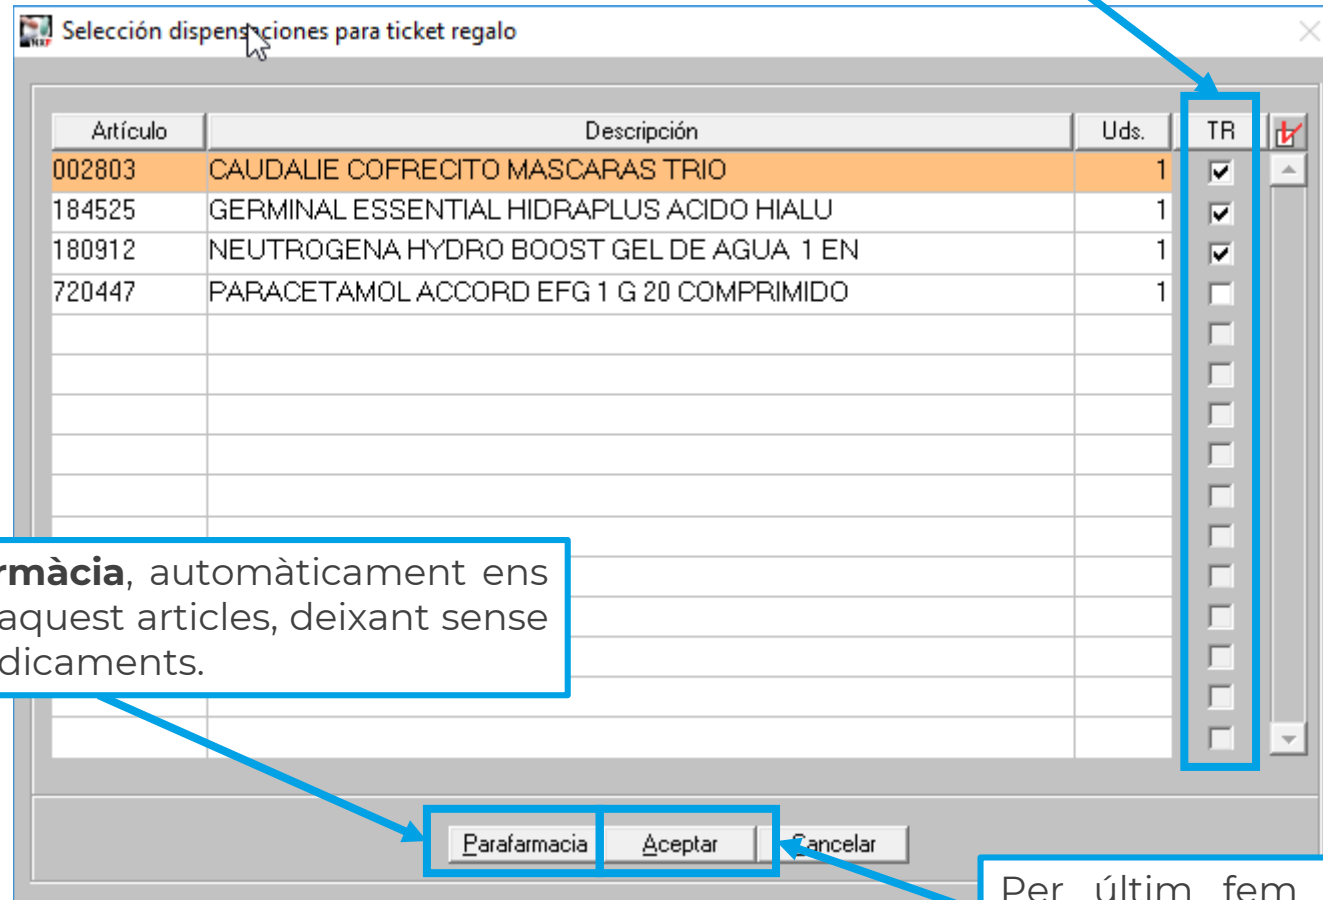 Selección dispensaciones para ticket regalo
Artículo Descripción Uds. TR
002803 CAUDALIE COFRECITO MASCARAS TRIO 1
184525 GERMINAL ESSENTIAL HIDRAPLUS ACIDO HIALU 1
180912 NEUTROGENA HYDRO BOOST GEL DE AGUA 1 EN 1
720447 PARACETAMOL ACCORD EFG 1 G 20 COMPRIMIDO 1
rmàcia, automàticament ens
aquest articles, deixant sense
dicaments.
Parafarmacia Aceptar Cancelar
Per últim fem